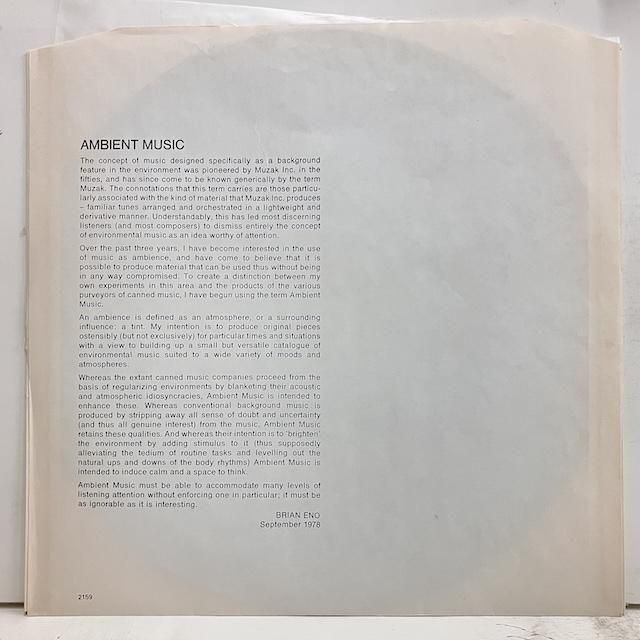 AMBIENT MUSIC
The concept of music designed specifically as a background
feature in the environment was pioneered by Muzak Inc. in the
fifties, and has since come to be known generically by the term
Muzak. The connotations that this term carries are those particu-
larly associated with the kind of material that Muzak Inc. produces
– familiar tunes arranged and orchestrated in a lightweight and
derivative manner. Understandably, this has led most discerning
listeners (and most composers) to dismiss entirely the concept
of environmental music as an idea worthy of attention.
Over the past three years, I have become interested in the use
of music as ambience, and have come to believe that it is
possible to produce material that can be used thus without being
in any way compromised. To create a distinction between my
own experiments in this area and the products of the various
purveyors of canned music, I have begun using the term Ambient
Music.
An ambience is defined as an atmosphere, or a surrounding
influence: a tint. My intention is to produce original pieces
ostensibly (but not exclusively) for particular times and situations
with a view to building up a small but versatile catalogue of
environmental music suited to a wide variety of moods and
atmospheres.
Whereas the extant canned music companies proceed from the
basis of regularizing environments by blanketing their acoustic
and atmospheric idiosyncracies, Ambient Music is intended to
enhance these. Whereas conventional background music is
produced by stripping away all sense of doubt and uncertainty
(and thus all genuine interest) from the music, Ambient Music
retains these qualities. And whereas their intention is to 'brighten'
the environment by adding stimulus to it (thus supposedly
alleviating the tedium of routine tasks and levelling out the
natural ups and downs of the body rhythms) Ambient Music is
intended to induce calm and a space to think.
Ambient Music must be able to accommodate many levels of
listening attention without enforcing one in particular; it must be
as ignorable as it is interesting.
BRIAN ENO
September 1978
2159